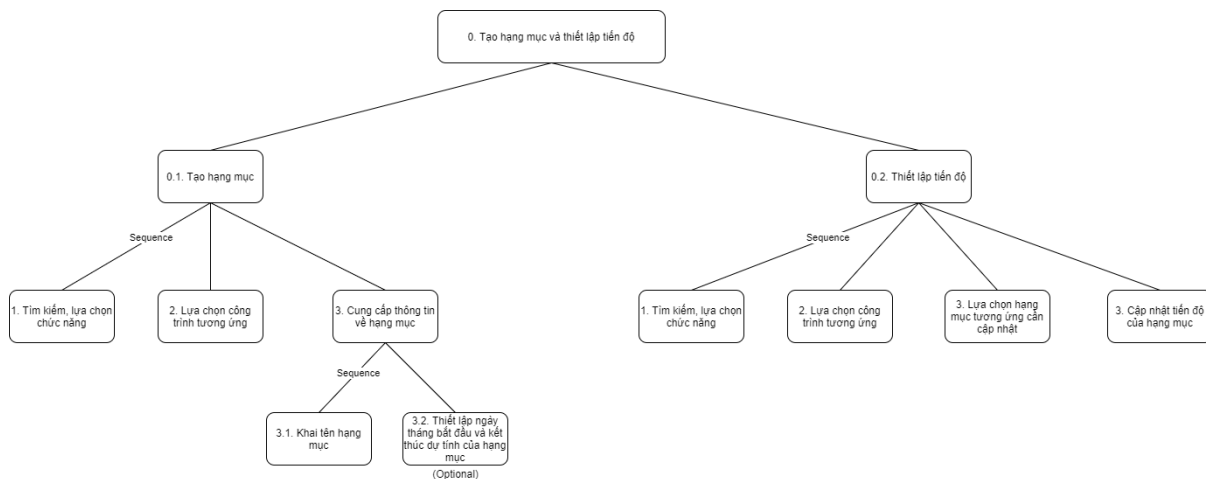 0. Tạo hạng mục và thiết lập tiến độ
0.1. Tạo hạng mục
0.2. Thiết lập tiến độ
Sequence
Sequence
1. Tìm kiếm, lựa chọn
chức năng
2. Lựa chọn công
trình tương ứng
3. Cung cấp thông tin
về hạng mục
1. Tìm kiếm, lựa chọn
chức năng
2. Lựa chọn công
trình tương ứng
3. Lựa chọn hạng
mục tương ứng cần
cập nhật
3. Cập nhật tiến độ
của hạng mục
Sequence
3.1. Khai tên hạng
mục
3.2. Thiết lập ngày
tháng bắt đầu và kết
thúc dự tính của hạng
mục
(Optional)